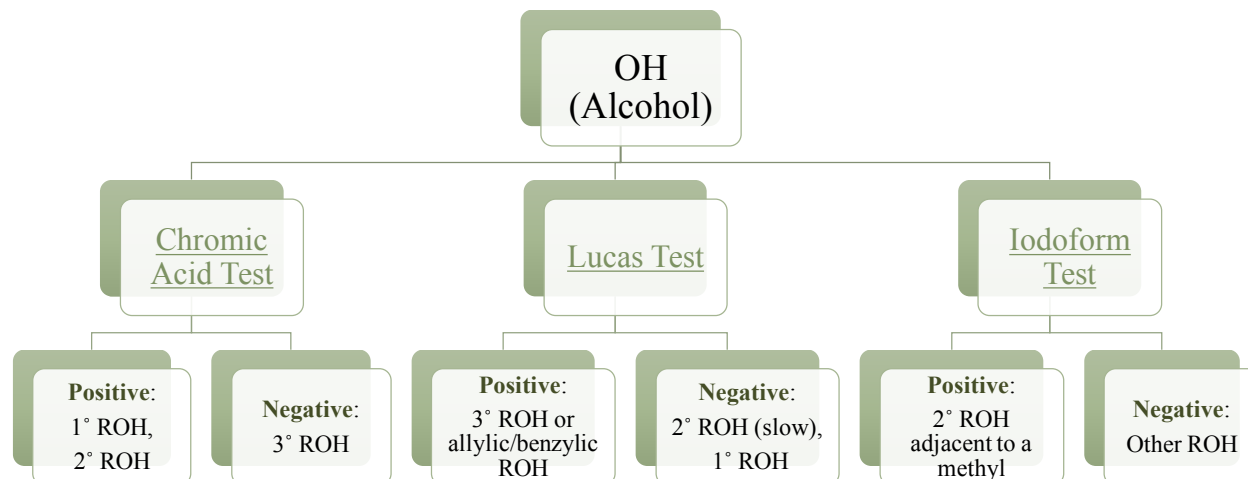 OH
(Alcohol)
Chromic
Acid Test
Lucas Test
Iodoform
Test
Positive:
1˚ ROH,
2˚ ROH
Negative:
3˚ ROH
Positive:
3˚ ROH or
allylic/benzylic
ROH
Negative:
2˚ ROH (slow),
1˚ ROH
Positive:
2˚ ROH
adjacent to a
methyl
Negative:
Other ROH